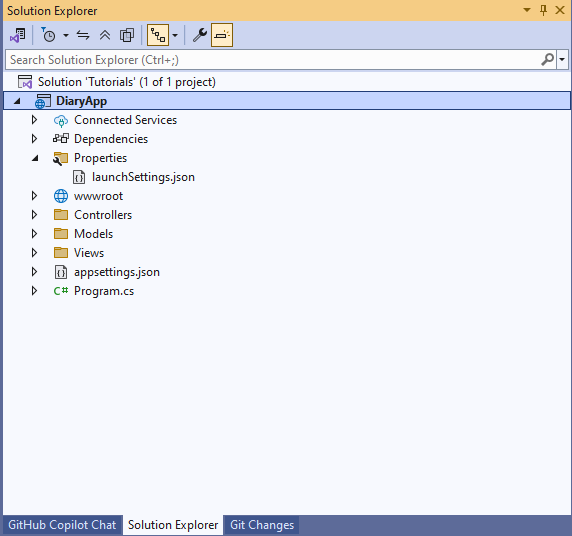 Solution Explorer
Search Solution Explorer (Ctrl+;)
Solution 'Tutorials' (1 of 1 project)
DiaryApp
Connected Services
Dependencies
Properties
launchSettings.json
wwwroot
Controllers
Models
Views
appsettings.json
C# Program.cs
GitHub Copilot Chat Solution Explorer Git Changes